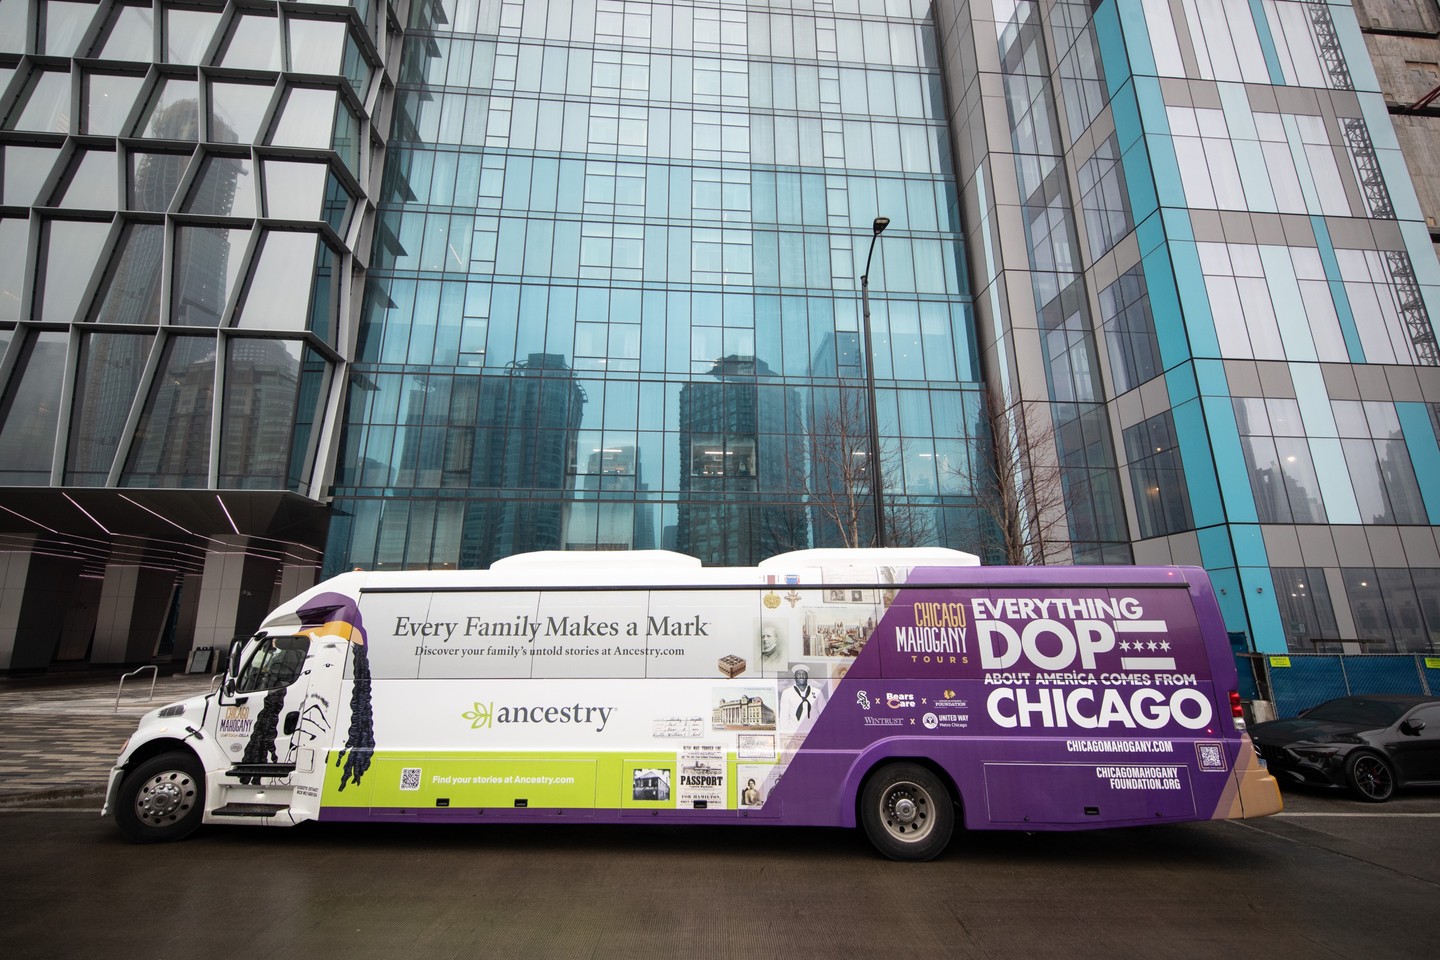 Every Family Makes a Mark
Discover your family's untold stories at Ancestry.com
ancestry®
Find your stories at Ancestry.com
PASSPORT
CHICAGO
MAHOGANY
TOURS
EVERYTHING
DOPE
ABOUT AMERICA COMES FROM
CHICAGO
Sox x Bears Care x
FOUNDATION
WINTRUST x UNITED WAY
Metro Chicago
CHICAGOMAHOGANY.COM
CHICAGOMAHOGANY
FOUNDATION.ORG
CHICAGO
MAHOGANY